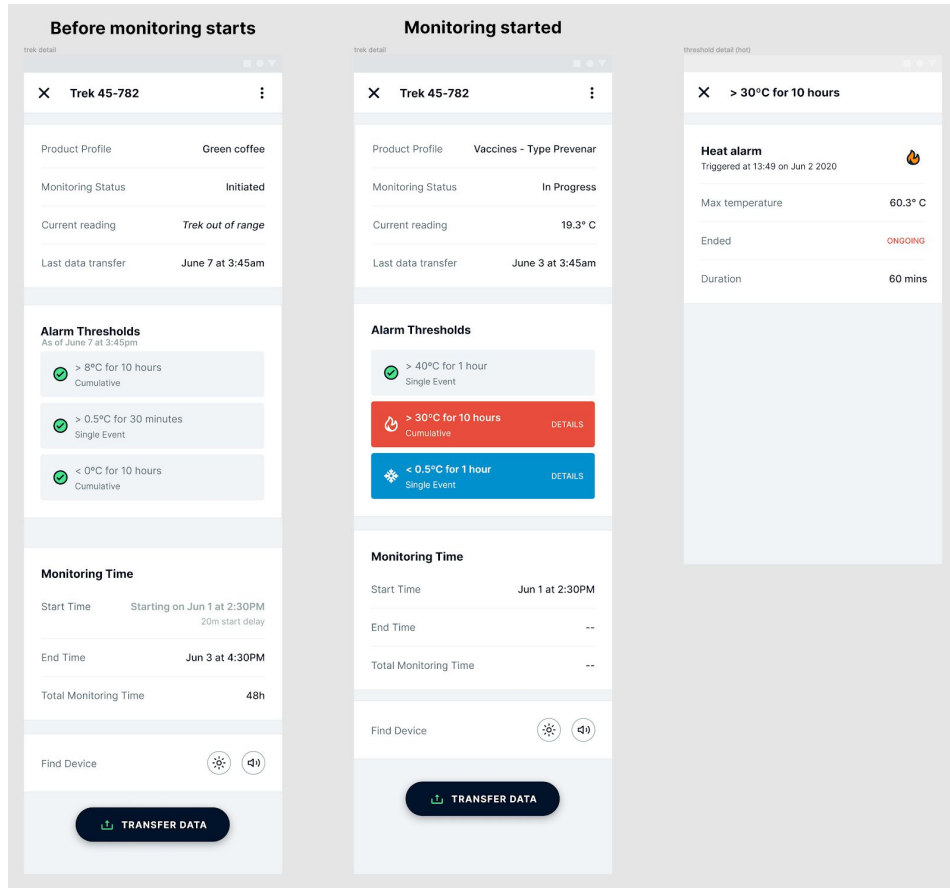 Before monitoring starts
trek detail
Trek 45-782
Product Profile Green coffee
Monitoring Status Initiated
Current reading Trek out of range
Last data transfer June 7 at 3:45am
Alarm Thresholds
As of June 7 at 3:45pm
> 8ºC for 10 hours
Cumulative
> 0.5ºC for 30 minutes
Single Event
< 0ºC for 10 hours
Cumulative
Monitoring Time
Start Time Starting on Jun 1 at 2:30PM
20m start delay
End Time Jun 3 at 4:30PM
Total Monitoring Time 48h
Find Device
TRANSFER DATA
Monitoring started
trek detail
Trek 45-782
Product Profile Vaccines - Type Prevenar
Monitoring Status In Progress
Current reading 19.3° C
Last data transfer June 3 at 3:45am
Alarm Thresholds
> 40ºC for 1 hour
Single Event
> 30ºC for 10 hours
Cumulative
DETAILS
< 0.5ºC for 1 hour
Single Event
DETAILS
Monitoring Time
Start Time Jun 1 at 2:30PM
End Time --
Total Monitoring Time --
Find Device
TRANSFER DATA
threshold detail (hot)
> 30ºC for 10 hours
Heat alarm
Triggered at 13:49 on Jun 2 2020
Max temperature 60.3° C
Ended ONGOING
Duration 60 mins